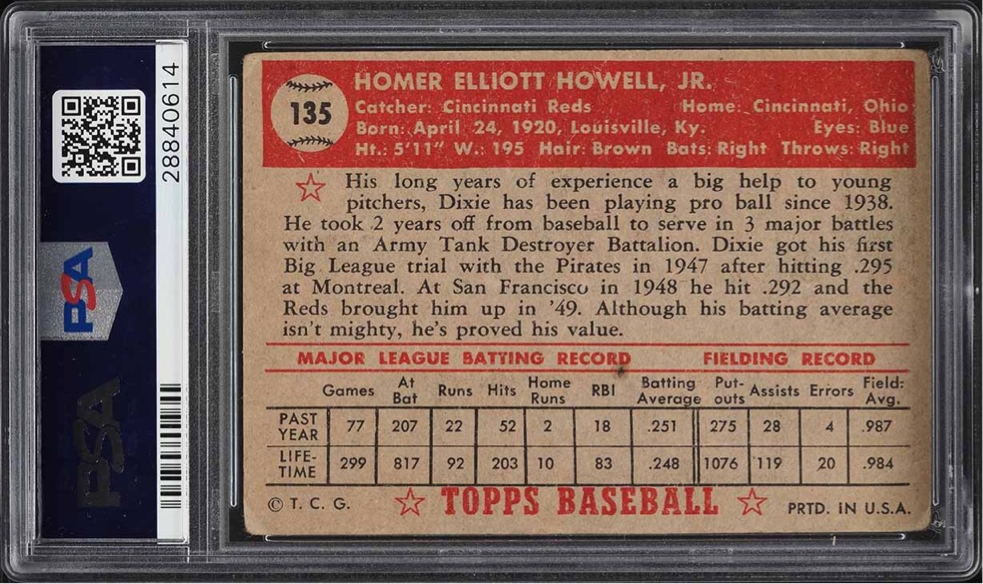 PSA
PSA
28840614
135
HOMER ELLIOTT HOWELL, JR.
Catcher: Cincinnati Reds Home: Cincinnati, Ohio
Born: April 24, 1920, Louisville, Ky. Eyes: Blue
Ht.: 5'11" W.: 195 Hair: Brown Bats: Right Throws: Right
His long years of experience a big help to young
pitchers, Dixie has been playing pro ball since 1938.
He took 2 years off from baseball to serve in 3 major battles
with an Army Tank Destroyer Battalion. Dixie got his first
Big League trial with the Pirates in 1947 after hitting .295
at Montreal. At San Francisco in 1948 he hit .292 and the
Reds brought him up in '49. Although his batting average
isn't mighty, he's proved his value.
MAJOR LEAGUE BATTING RECORD FIELDING RECORD
Games At Bat Runs Hits Home Runs RBI Batting Average Put-outs Assists Errors Field: Avg.
PAST YEAR 77 207 22 52 2 18 .251 275 28 4 .987
LIFE-TIME 299 817 92 203 10 83 .248 1076 119 20 .984
© T. C. G. TOPPS BASEBALL PRTD. IN U.S.A.